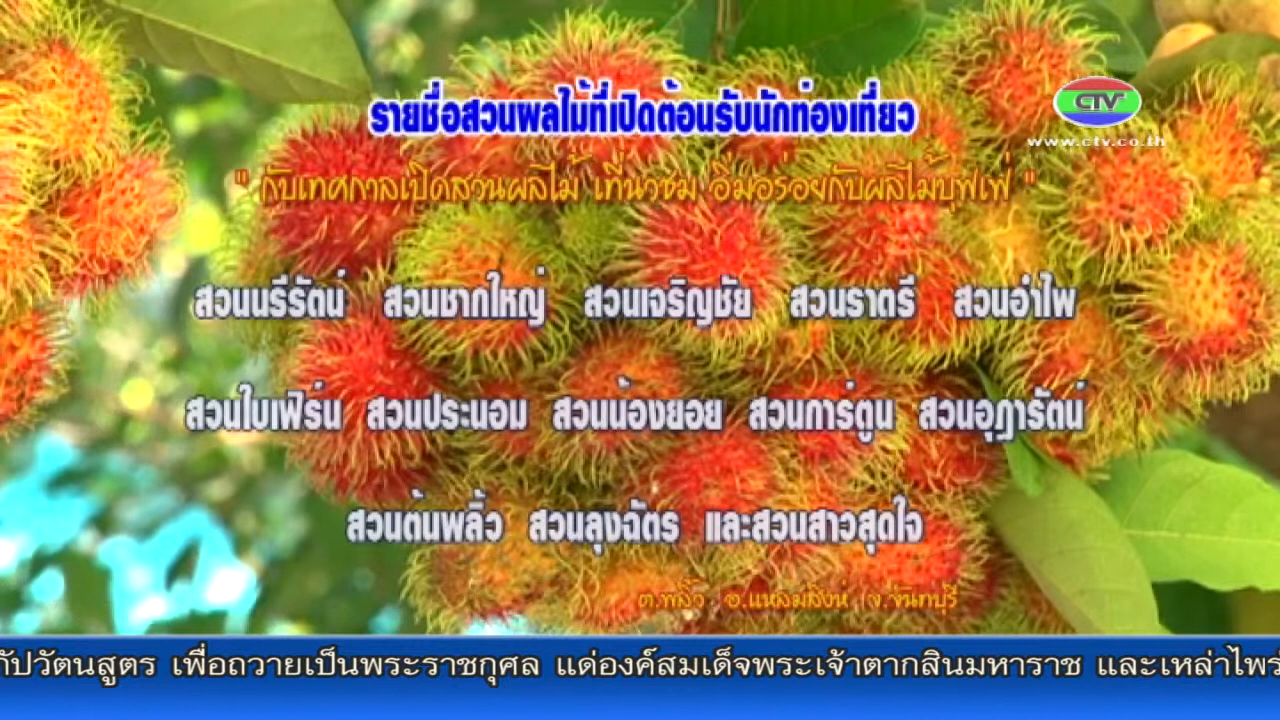 รายชื่อสวนผลไม้ที่เปิดต้อนรับนักท่องเที่ยว
CTV
www.ctv.co.th
" กับเทศกาลเปิดสวนผลไม้ เที่ยวชม อิ่มอร่อยกับผลไม้บุฟเฟ่ "
สวนนรีรัตน์ สวนชากใหญ่ สวนเจริญชัย สวนราตรี สวนอำไพ
สวนใบเฟิร์น สวนประนอม สวนน้องยอย สวนการ์ตูน สวนอุฎารัตน์
สวนต้นพลิ้ว สวนลุงฉัตร และสวนสาวสุดใจ
ต.พลิ้ว อ.แหลมสิงห์ จ.จันทบุรี
กัปวัตนสูตร เพื่อถวายเป็นพระราชกุศล แด่องค์สมเด็จพระเจ้าตากสินมหาราช และเหล่าไพร่